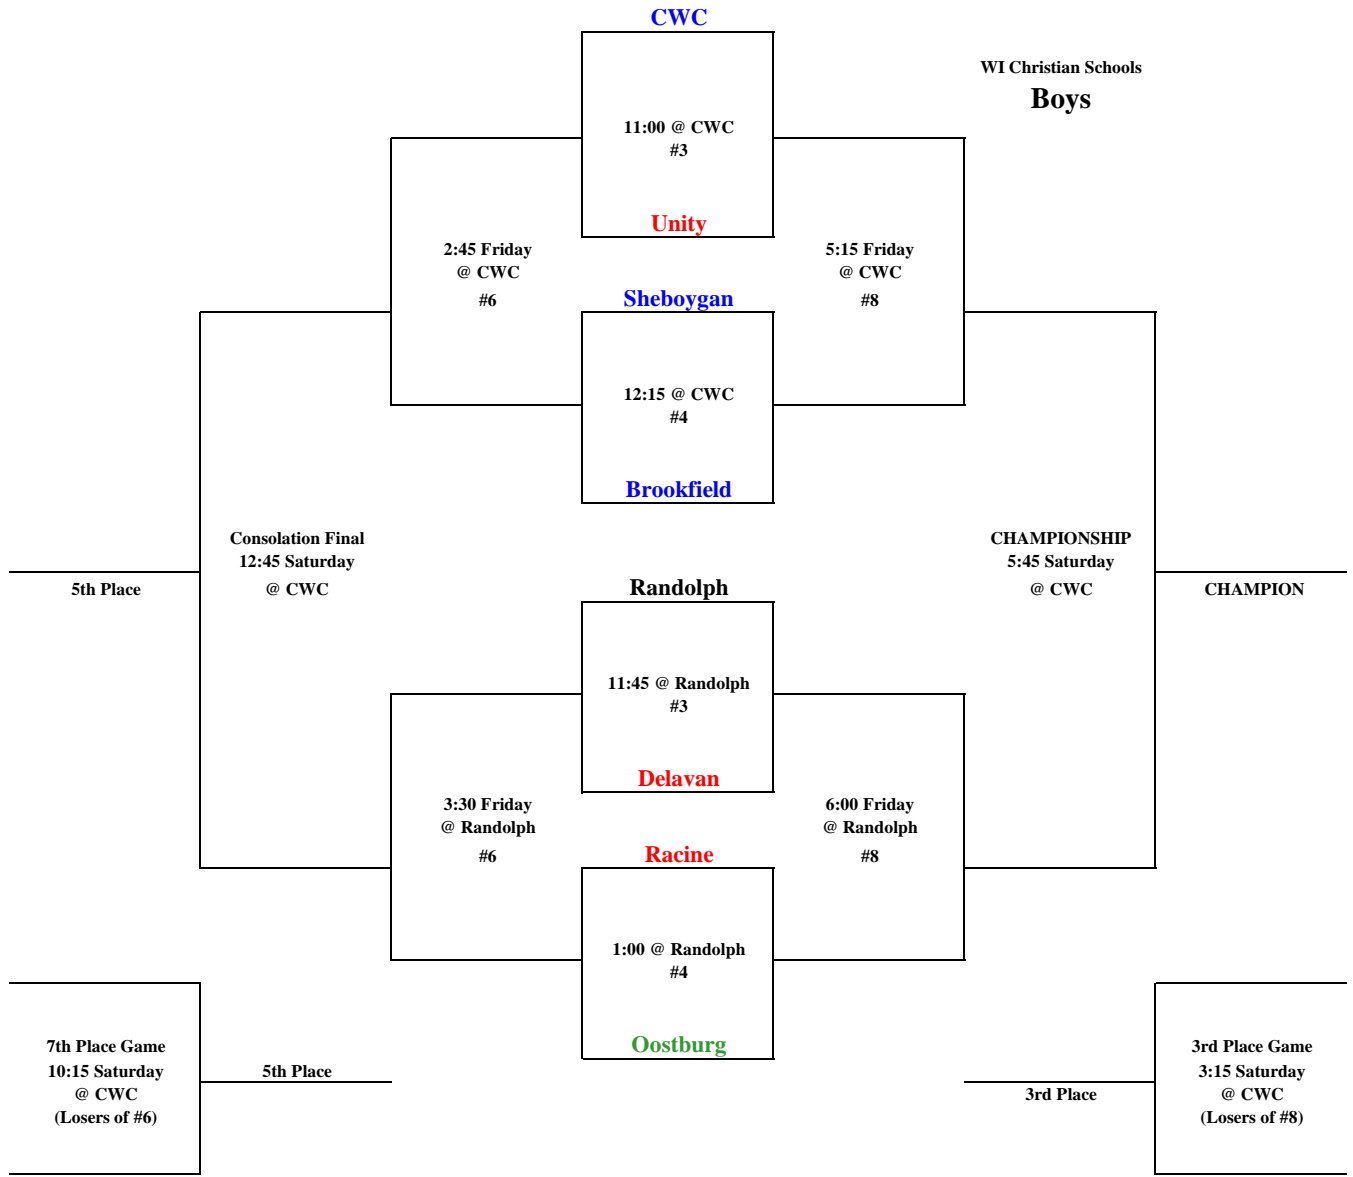 CWC
WI Christian Schools
Boys
11:00 @ CWC
#3
Unity
2:45 Friday
@ CWC
#6
5:15 Friday
@ CWC
#8
Sheboygan
12:15 @ CWC
#4
Brookfield
Consolation Final
12:45 Saturday
@ CWC
5th Place
CHAMPIONSHIP
5:45 Saturday
@ CWC
CHAMPION
Randolph
11:45 @ Randolph
#3
Delavan
3:30 Friday
@ Randolph
#6
6:00 Friday
@ Randolph
#8
Racine
1:00 @ Randolph
#4
Oostburg
7th Place Game
10:15 Saturday
@ CWC
(Losers of #6)
5th Place
3rd Place
3rd Place Game
3:15 Saturday
@ CWC
(Losers of #8)